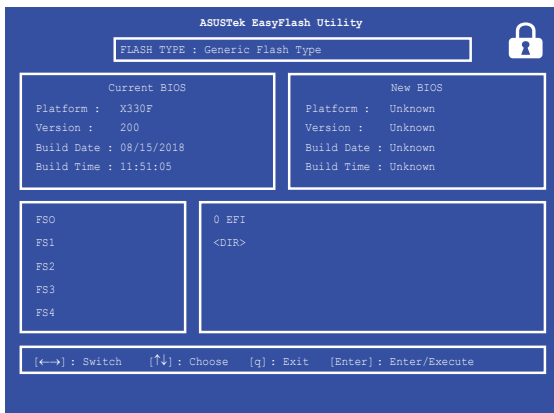 ASUSTek EasyFlash Utility
FLASH TYPE : Generic Flash Type
Current BIOS
Platform : X330F
Version : 200
Build Date : 08/15/2018
Build Time : 11:51:05
New BIOS
Platform : Unknown
Version : Unknown
Build Date : Unknown
Build Time : Unknown
FSO
FS1
FS2
FS3
FS4
0 EFI
<DIR>
[←→] : Switch [↑↓] : Choose [q] : Exit [Enter] : Enter/Execute